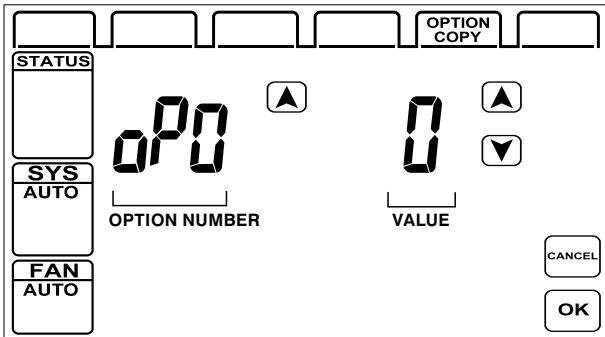 OPTION
COPY
STATUS
oP0 0
SYS
AUTO
OPTION NUMBER VALUE
CANCEL
FAN
AUTO
OK